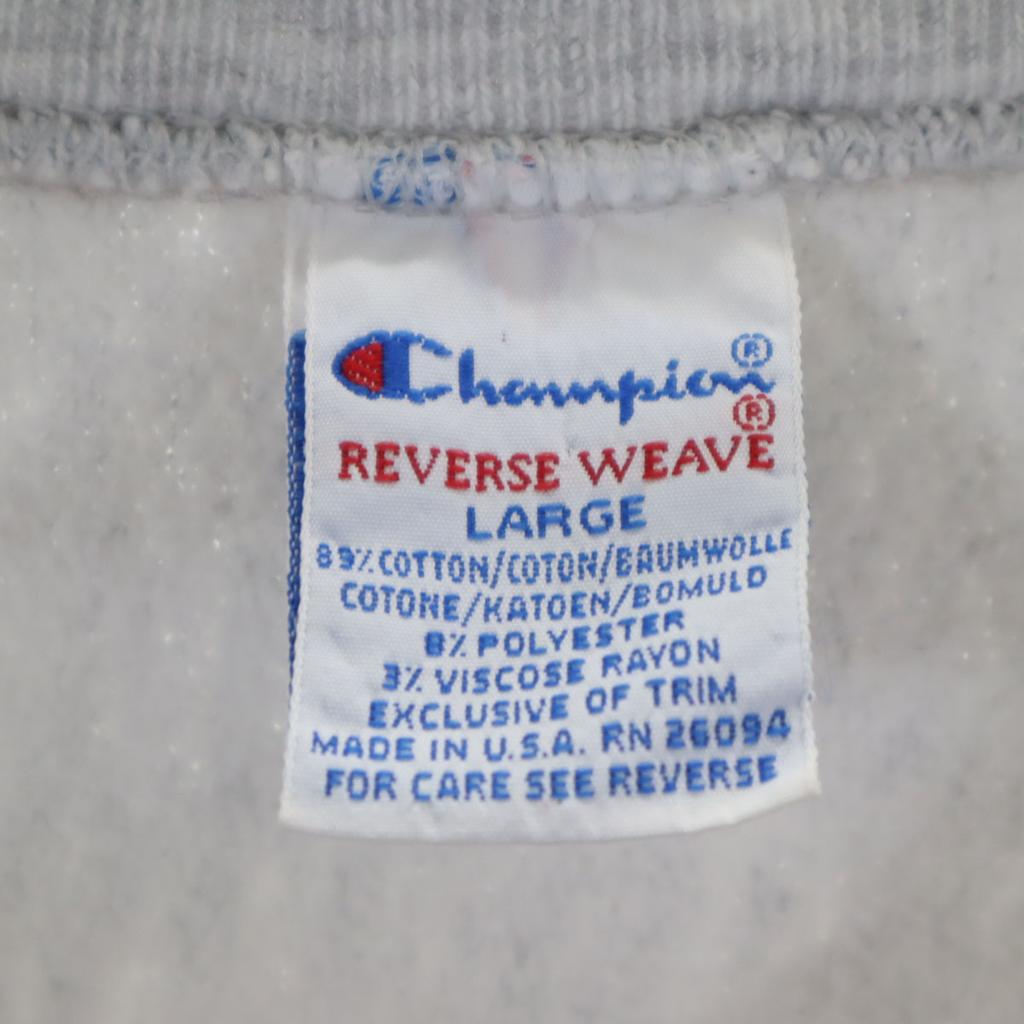 Champion®
REVERSE WEAVE®
LARGE
89% COTTON/COTON/BAUMWOLLE
COTONE/KATOEN/BOMULD
8% POLYESTER
3% VISCOSE RAYON
EXCLUSIVE OF TRIM
MADE IN U.S.A. RN 26094
FOR CARE SEE REVERSE